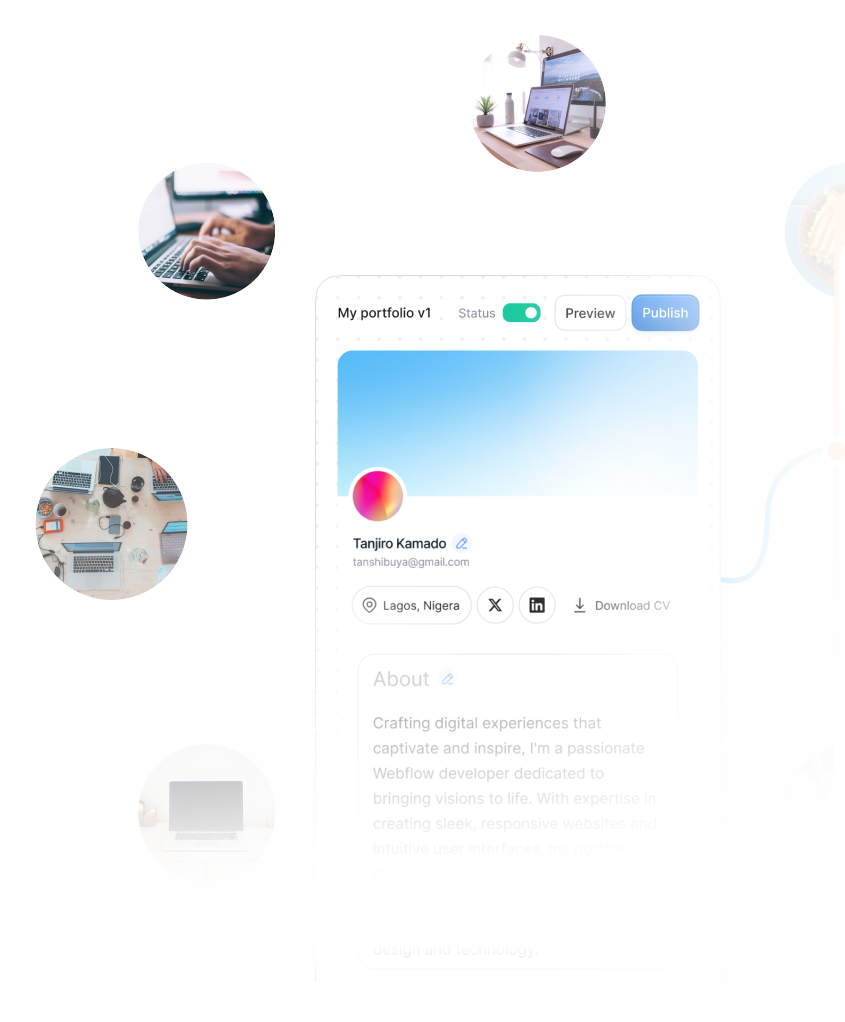 My portfolio v1 Status Preview Publish
Tanjiro Kamado
tanshibuya@gmail.com
Lagos, Nigera Download CV
About
Crafting digital experiences that
captivate and inspire, I'm a passionate
Webflow developer dedicated to
bringing visions to life. With expertise in
creating sleek, responsive websites and
intuitive user interfaces, my
design and technology.